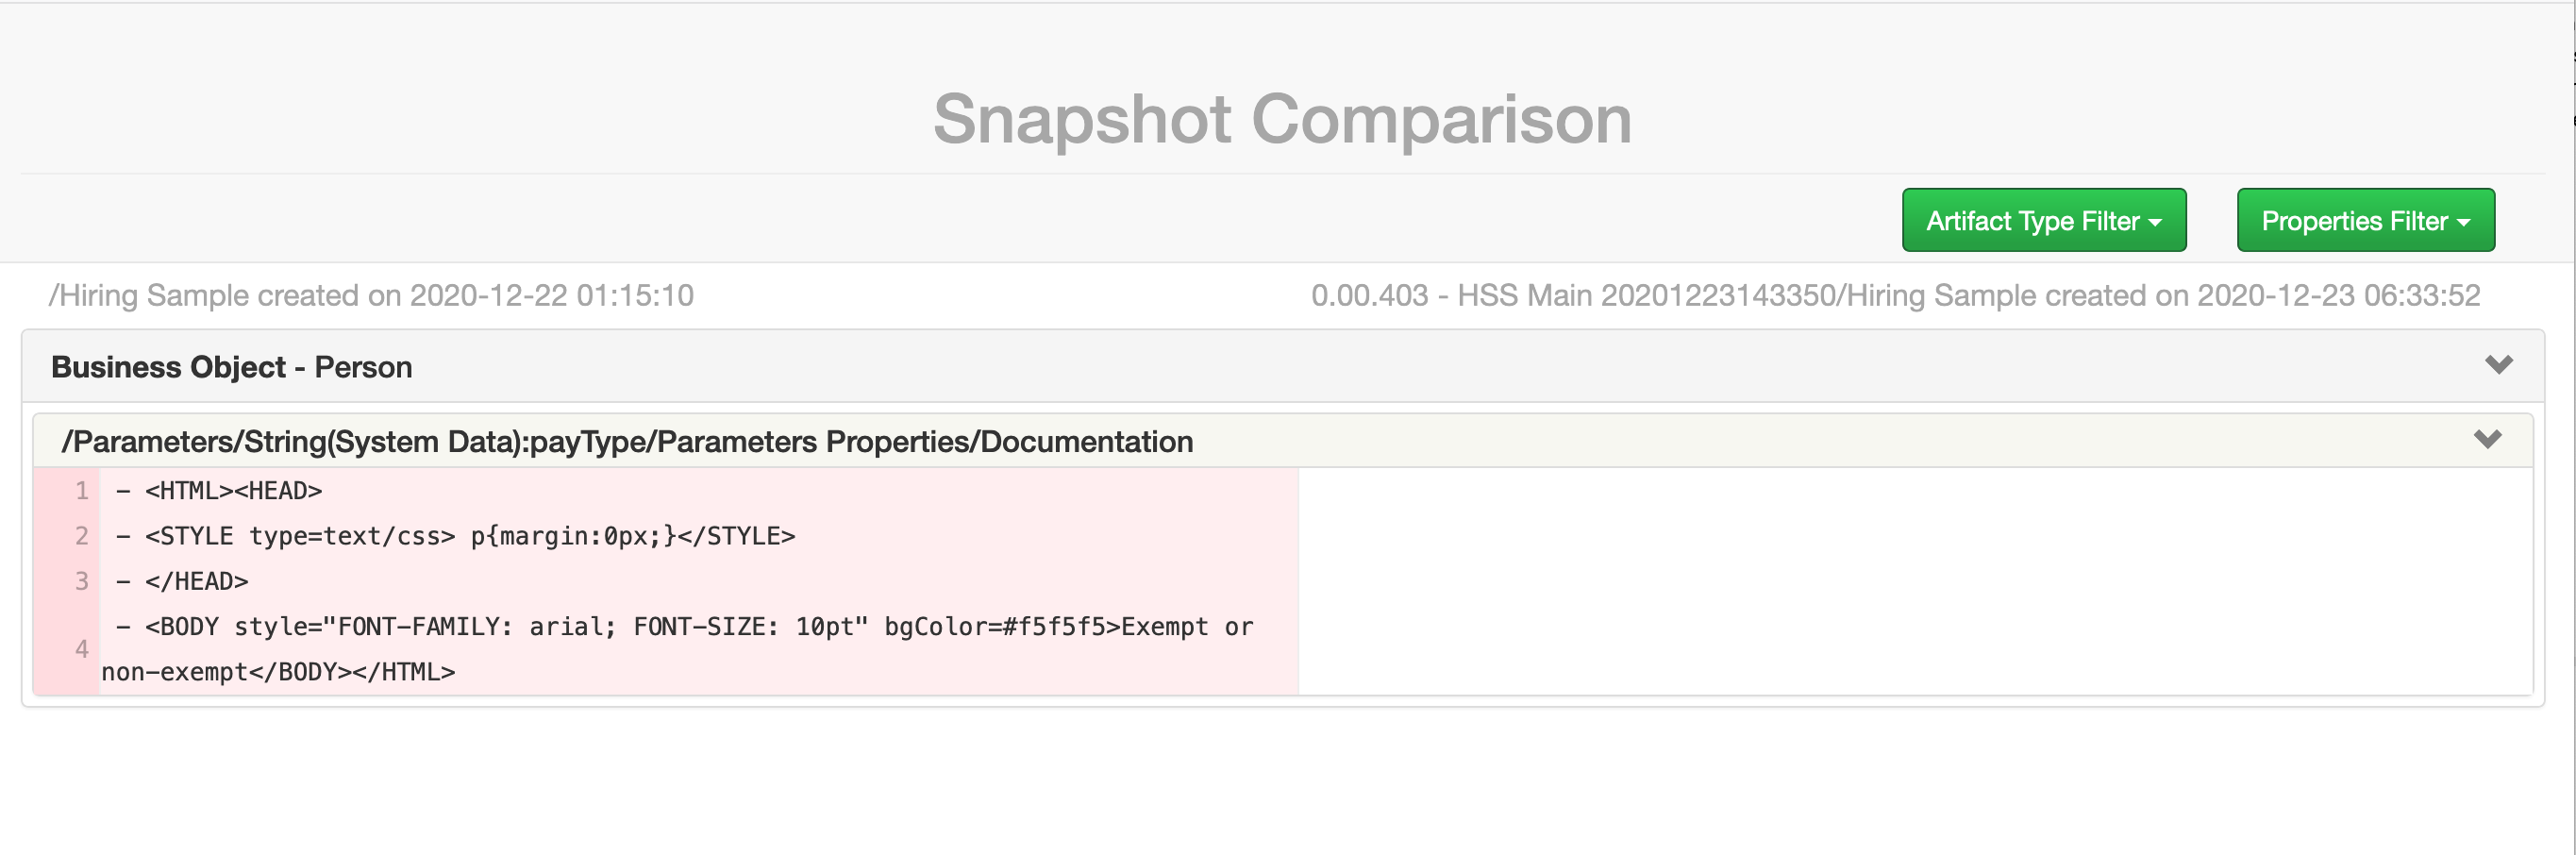 Snapshot Comparison
Artifact Type Filter
Properties Filter
/Hiring Sample created on 2020-12-22 01:15:10
0.00.403 - HSS Main 20201223143350/Hiring Sample created on 2020-12-23 06:33:52
Business Object - Person
/Parameters/String(System Data):payType/Parameters Properties/Documentation
1 - <HTML><HEAD>
2 - <STYLE type=text/css> p{margin:0px;}</STYLE>
3 - </HEAD>
4 - <BODY style="FONT-FAMILY: arial; FONT-SIZE: 10pt" bgColor=#f5f5f5>Exempt or
non-exempt</BODY></HTML>